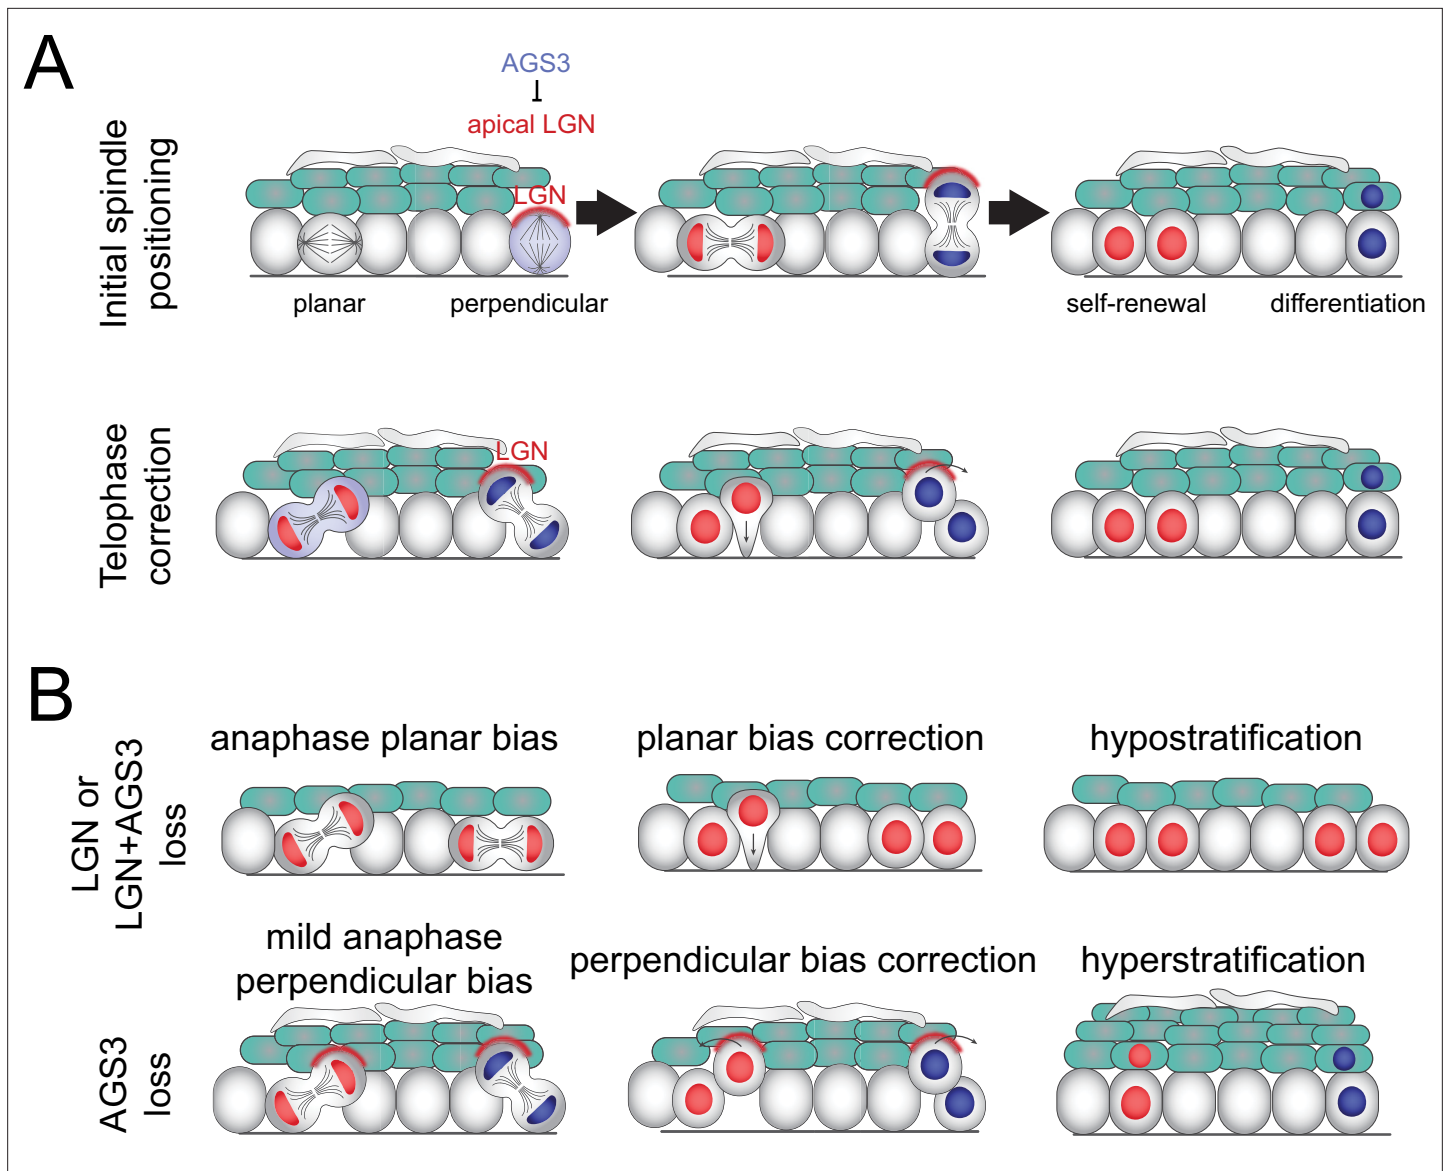 A
Initial spindle
positioning
AGS3
apical LGN
LGN
planar
perpendicular
self-renewal
differentiation
Telophase
correction
LGN
B
LGN or
LGN+AGS3
loss
anaphase planar bias
planar bias correction
hypostratification
AGS3
loss
mild anaphase
perpendicular bias
perpendicular bias correction
hyperstratification